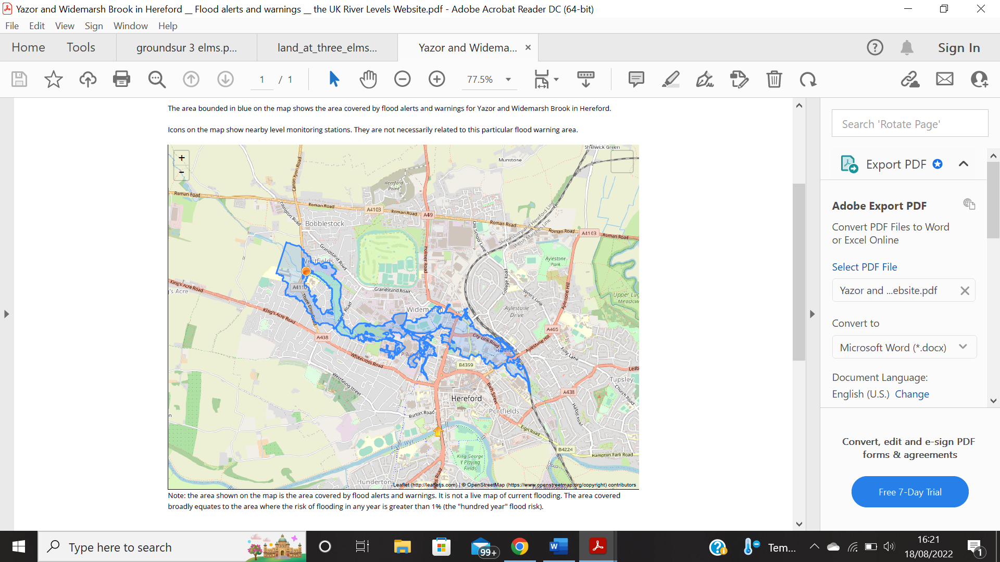 Yazor and Widemarsh Brook in Hereford __ Flood alerts and warnings __ the UK River Levels Website.pdf - Adobe Acrobat Reader DC (64-bit)
File Edit View Sign Window Help
Home Tools groundsur 3 elms.p... land_at_three_elms... Yazor and Widema... Sign In
1 / 1 77.5%
The area bounded in blue on the map shows the area covered by flood alerts and warnings for Yazor and Widemarsh Brook in Hereford.
Icons on the map show nearby level monitoring stations. They are not necessarily related to this particular flood warning area.
+
-
Canon Pyon Road
Shelwick Green
Munstone
Hereford
Point
Roman Road
Tillington Road
Roman Road
A4103
Roman Road
A49
Old School Lane
Roman Road
Shrewsbury and Hereford Line
Welsh Marches Line
Roman Road
A4103
Roman Road
Bobblestock
Grandstand Road
Westfields
Holmer Road
Aylestone
Park
College Road
King's Acre Road
's Acre
A4110
Three Elms Road
Grandstand Road
Venn's Lane
Aylestone Hill
Upper Lug
Meadow
King's Acre Road
Yazor Road
Widemarsh
Aylestone
Drive
A438
City Link Road
A465
Aylestone Hill
Folly Lane
Hereford
P Bulmer
Whitecross Road
B4359
Ledb
Westfaling Street
Bath Street
Tupsley
Church Road
A438
Hereford
Barton Road
Portfields
Hafod Road
n
Eign Road
River Wye
B4224
Hampton Park Road
King George
V Playing
Fields
Ross Road
Hunderton
Eign Wastewater
Leaflet (http://leafletjs.com) | © OpenStreetMap (https://www.openstreetmap.org/copyright) contributors
Note: the area shown on the map is the area covered by flood alerts and warnings. It is not a live map of current flooding. The area covered
broadly equates to the area where the risk of flooding in any year is greater than 1% (the "hundred year" flood risk).
Search 'Rotate Page'
Export PDF
Adobe Export PDF
Convert PDF Files to Word
or Excel Online
Select PDF File
Yazor and ...ebsite.pdf
Convert to
Microsoft Word (*.docx)
Document Language:
English (U.S.) Change
Convert, edit and e-sign PDF
forms & agreements
Free 7-Day Trial
Type here to search
99+
W
Tem...
16:21
18/08/2022
1